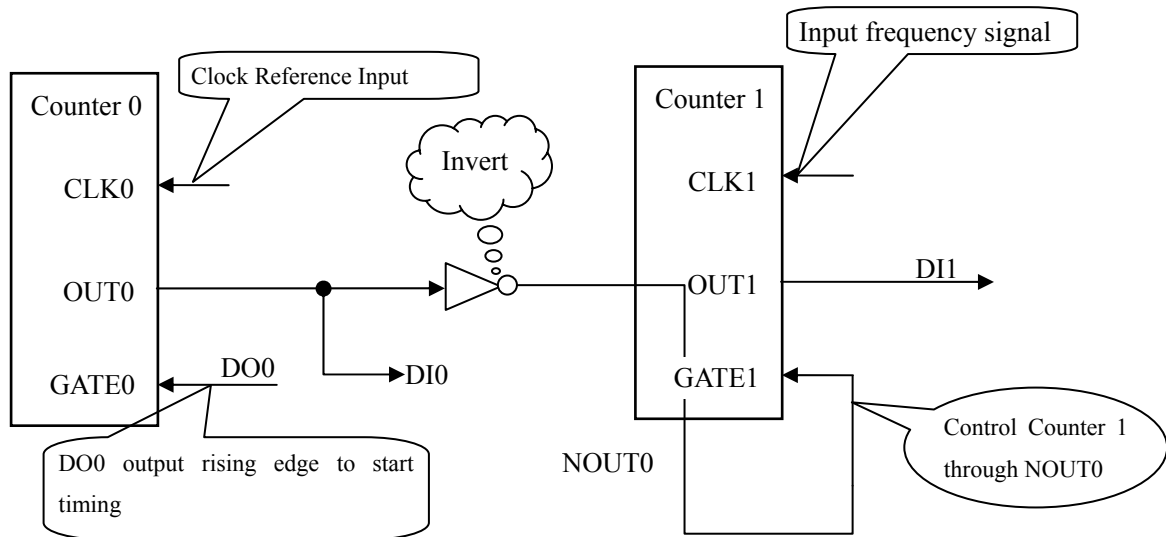 Clock Reference Input
Counter 0
CLK0
OUT0
GATE0
DO0
DI0
DO0 output rising edge to start
timing
Invert
Input frequency signal
Counter 1
CLK1
OUT1
DI1
GATE1
NOUT0
Control Counter 1
through NOUT0